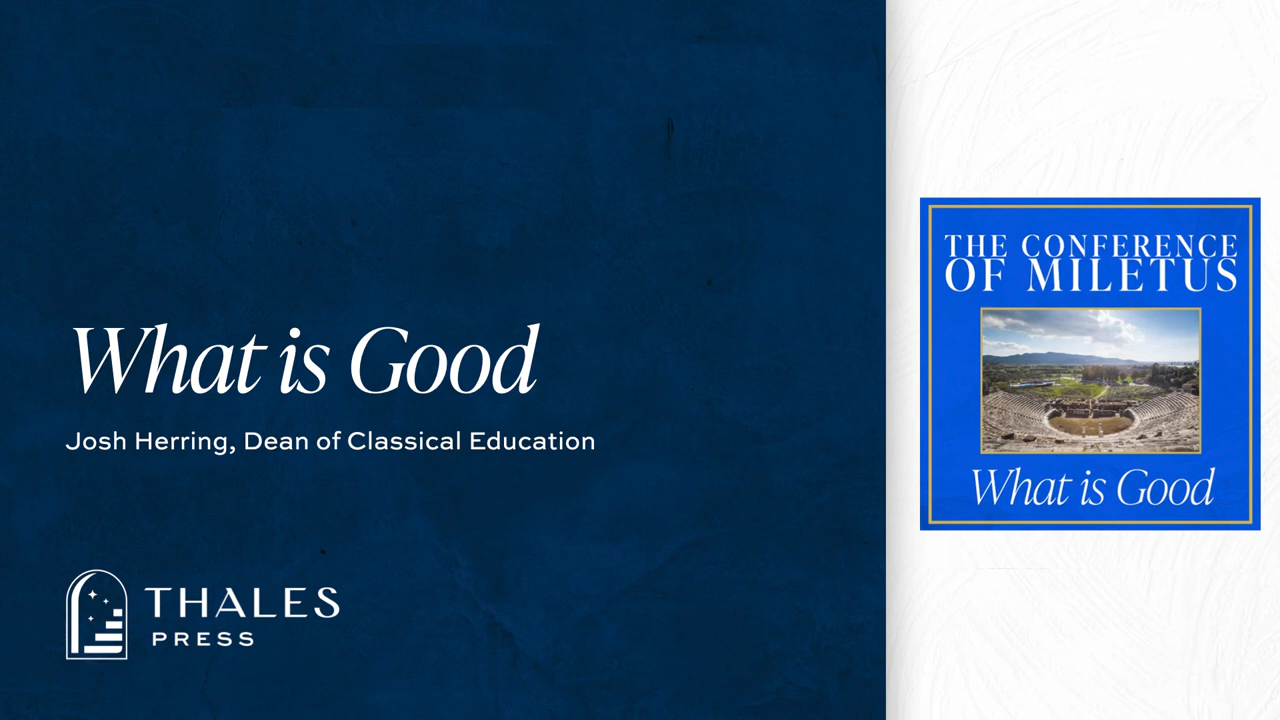 What is Good
Josh Herring, Dean of Classical Education
THALES
PRESS
THE CONFERENCE
OF MILETUS
What is Good